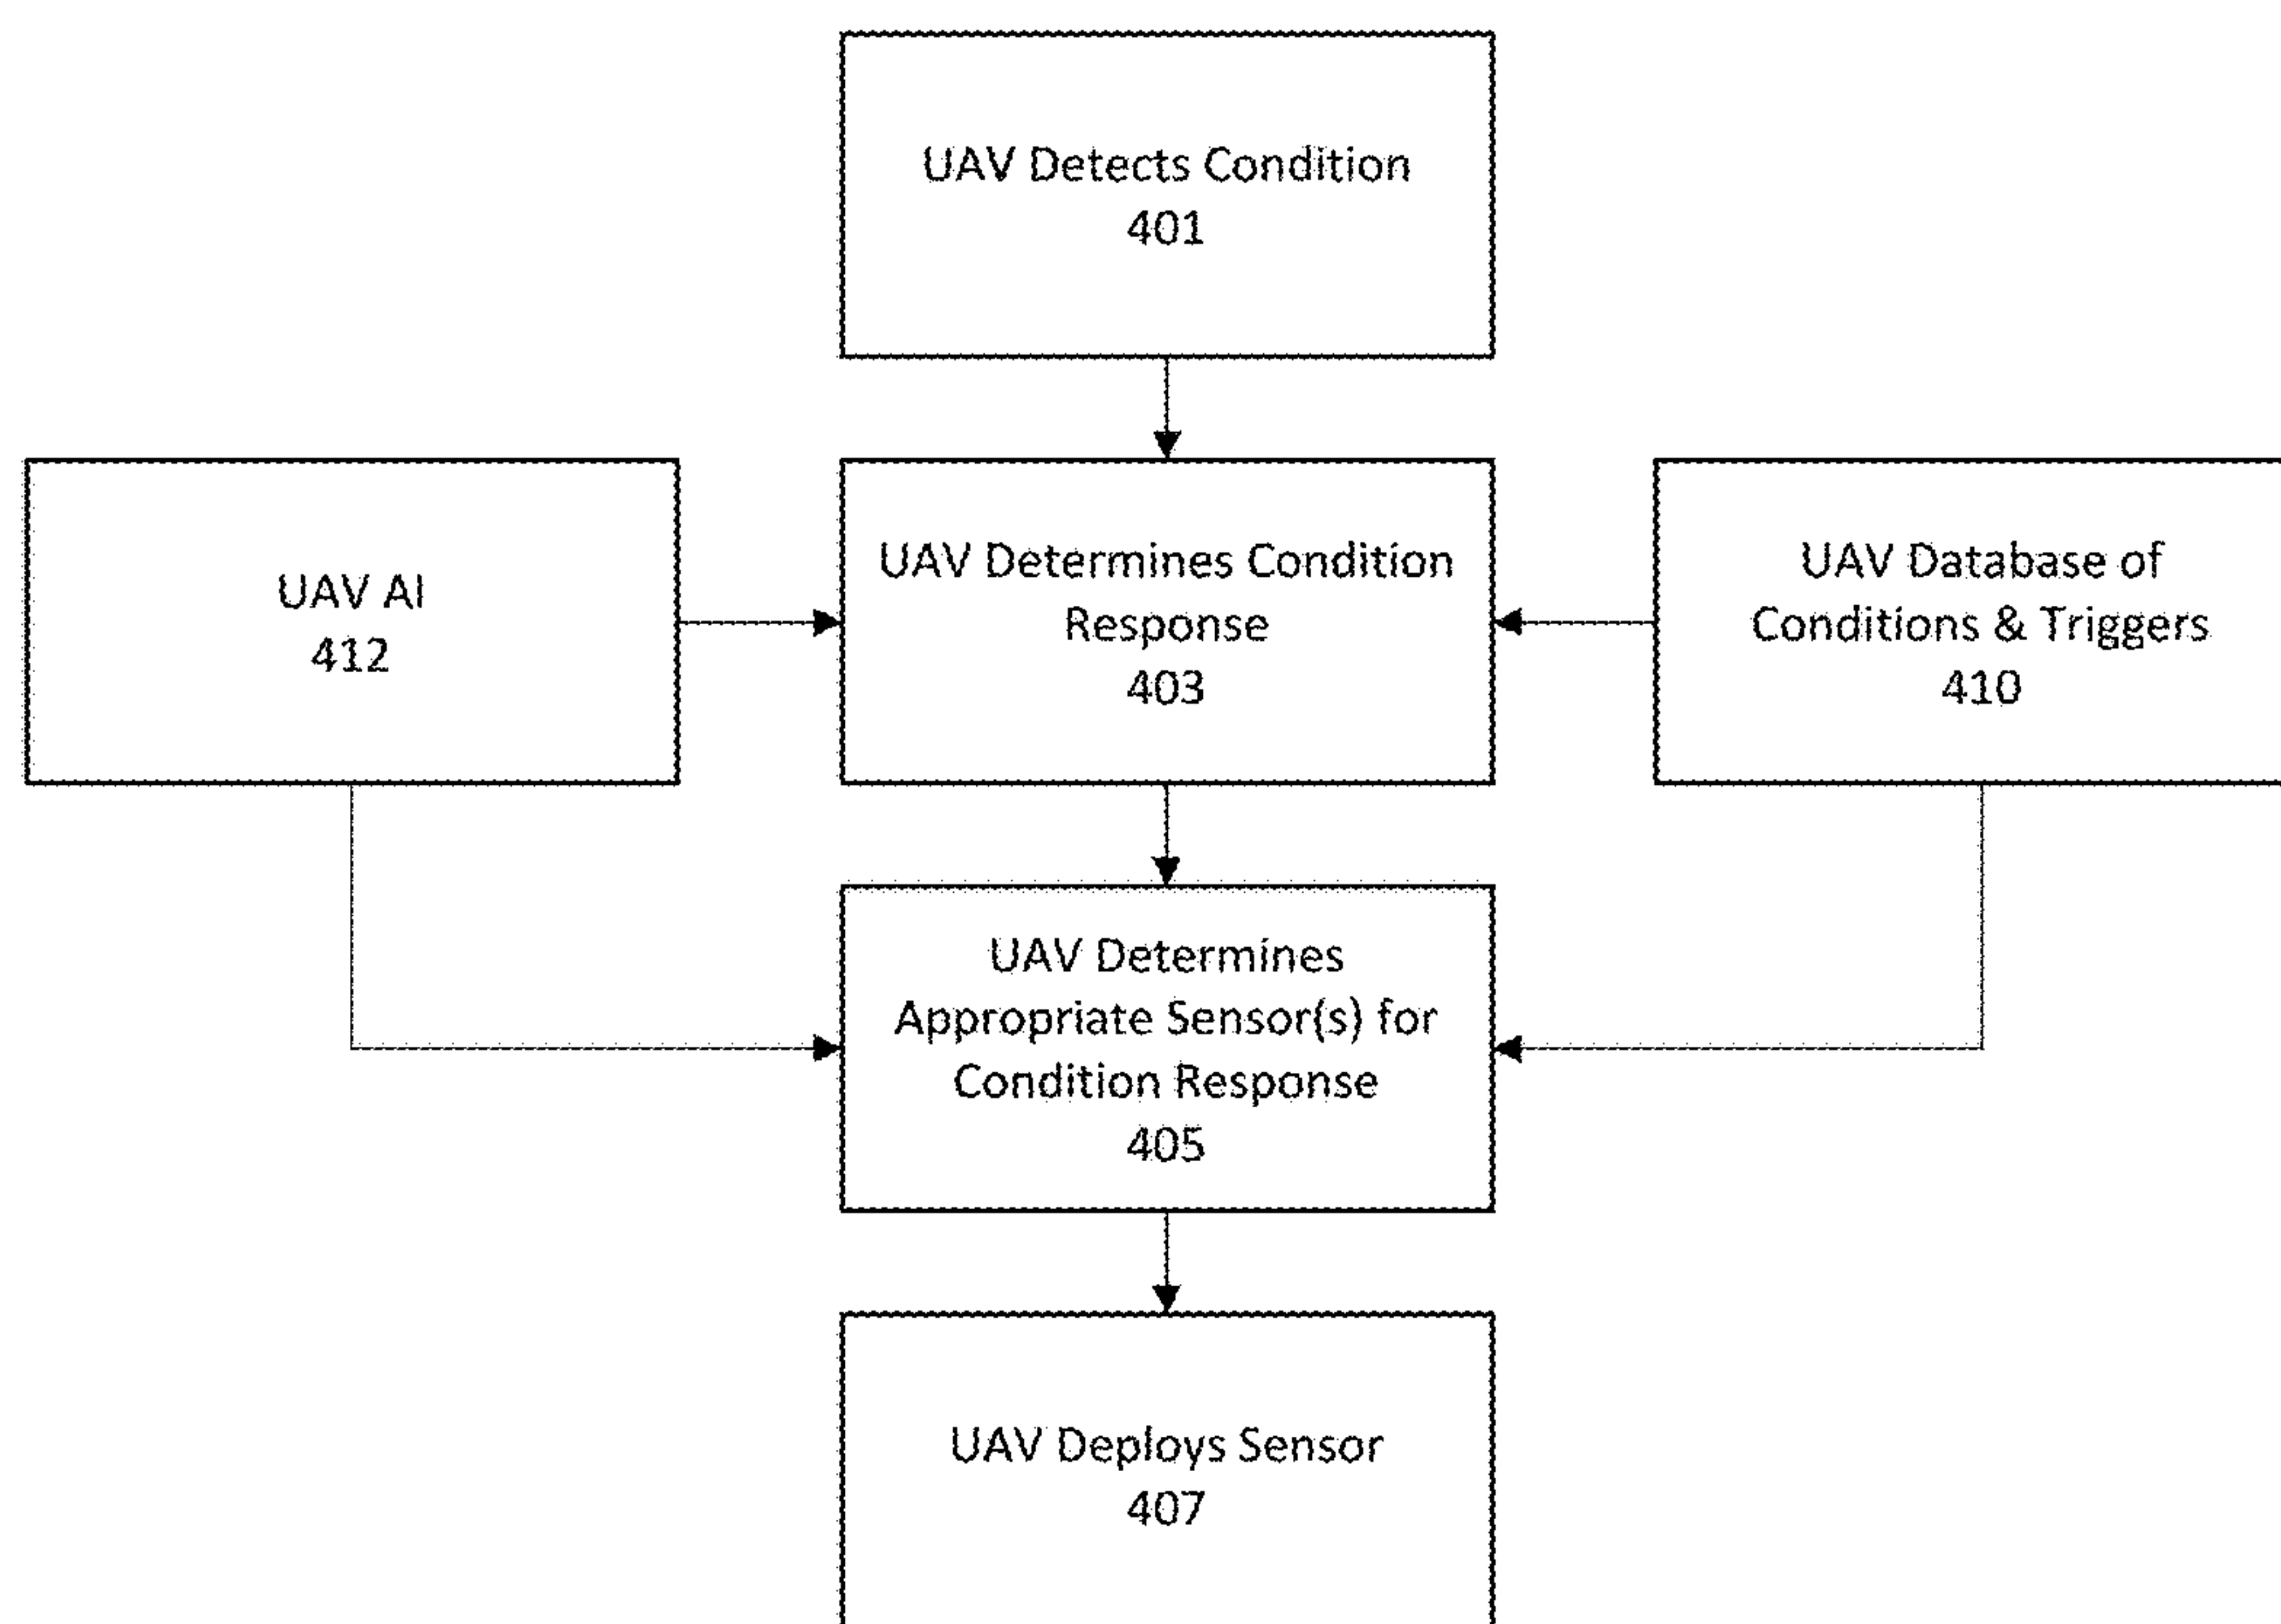 UAV Detects Condition
401
UAV AI
412
UAV Determines Condition
Response
403
UAV Database of
Conditions & Triggers
410
UAV Determines
Appropriate Sensor(s) for
Condition Response
405
UAV Deploys Sensor
407